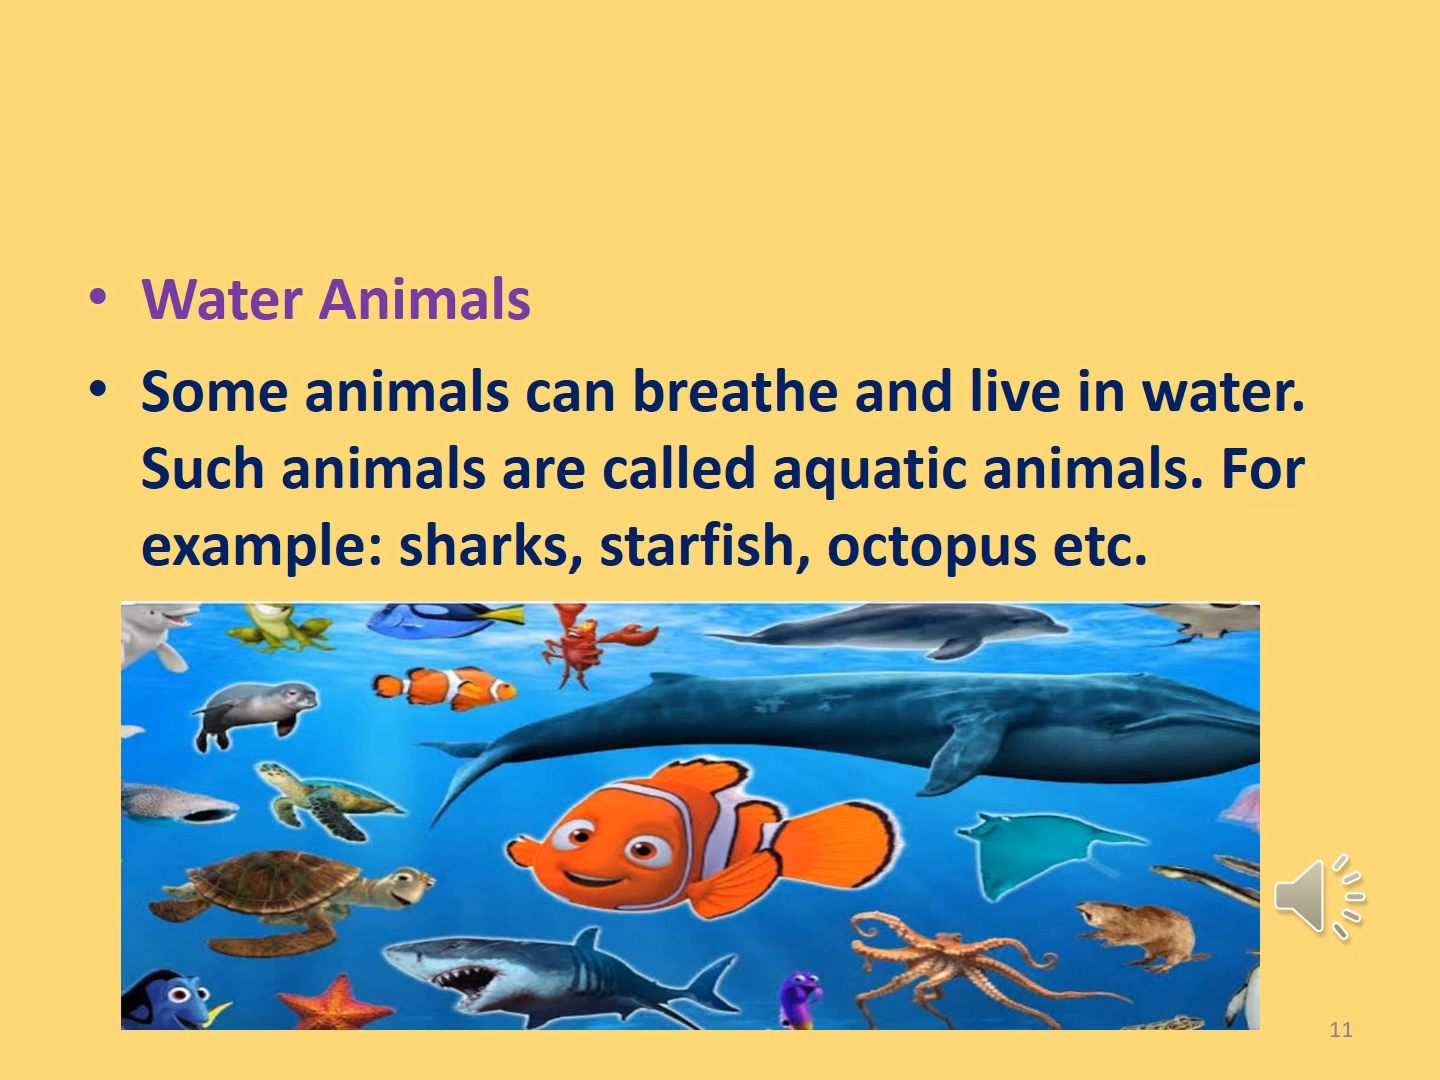 • Water Animals
• Some animals can breathe and live in water.
Such animals are called aquatic animals. For
example: sharks, starfish, octopus etc.
11